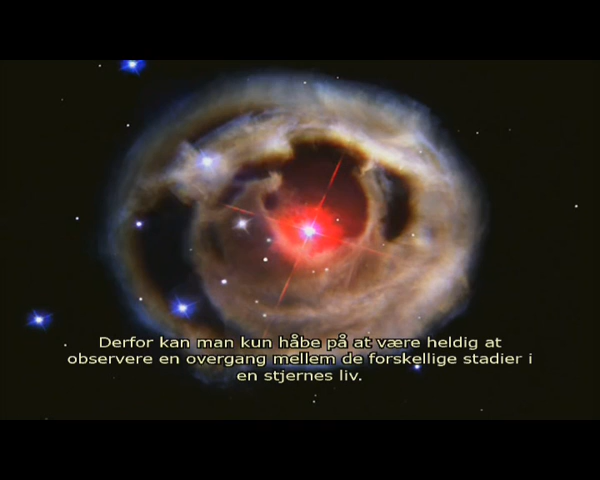 Derfor kan man kun håbe på at være heldig at
observere en overgang mellem de forskellige stadier i
en stjernes liv.